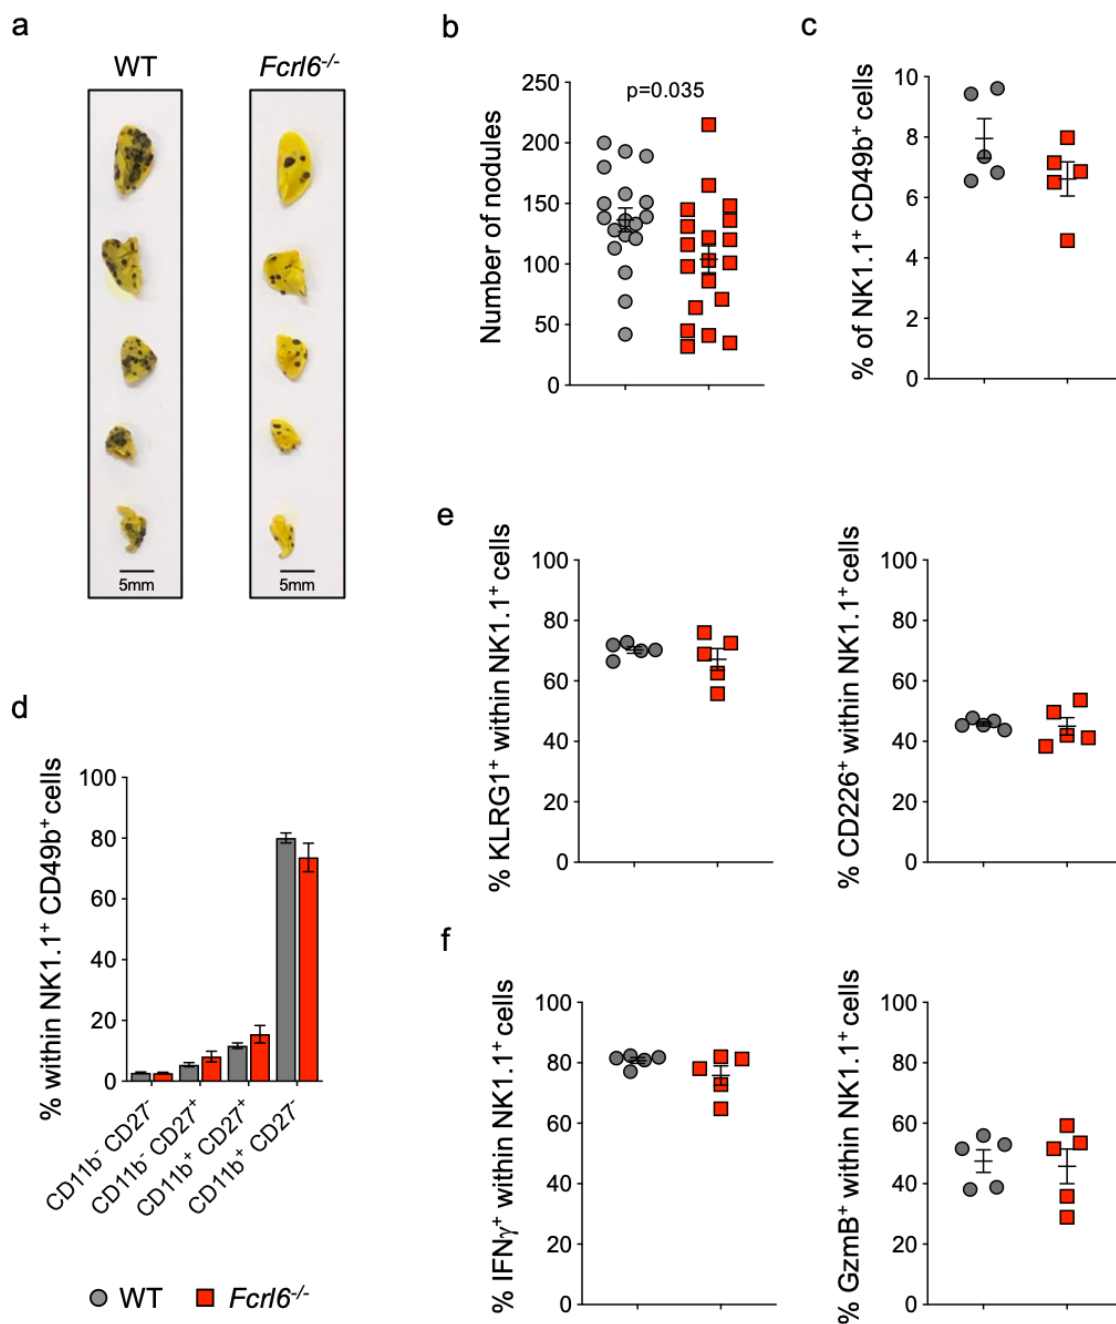 a
WT
Fcrl6-/-
5mm
5mm
b
Number of nodules
250
200
150
100
50
0
p=0.035
c
% of NK1.1+ CD49b+ cells
10
8
6
4
2
0
d
% within NK1.1+ CD49b+ cells
100
80
60
40
20
0
CD11b- CD27-
CD11b- CD27+
CD11b+ CD27+
CD11b+ CD27-
WT
Fcrl6-/-
e
% KLRG1+ within NK1.1+ cells
100
80
60
40
20
0
% CD226+ within NK1.1+ cells
100
80
60
40
20
0
f
% IFNγ+ within NK1.1+ cells
100
80
60
40
20
0
% GzmB+ within NK1.1+ cells
100
80
60
40
20
0